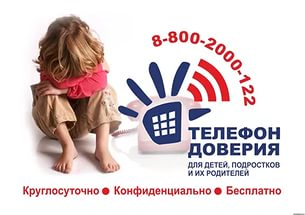 8-800-2000-122
ТЕЛЕФОН
ДОВЕРИЯ
ДЛЯ ДЕТЕЙ, ПОДРОСТКОВ
И ИХ РОДИТЕЛЕЙ
Круглосуточно ● Конфиденциально ● Бесплатно